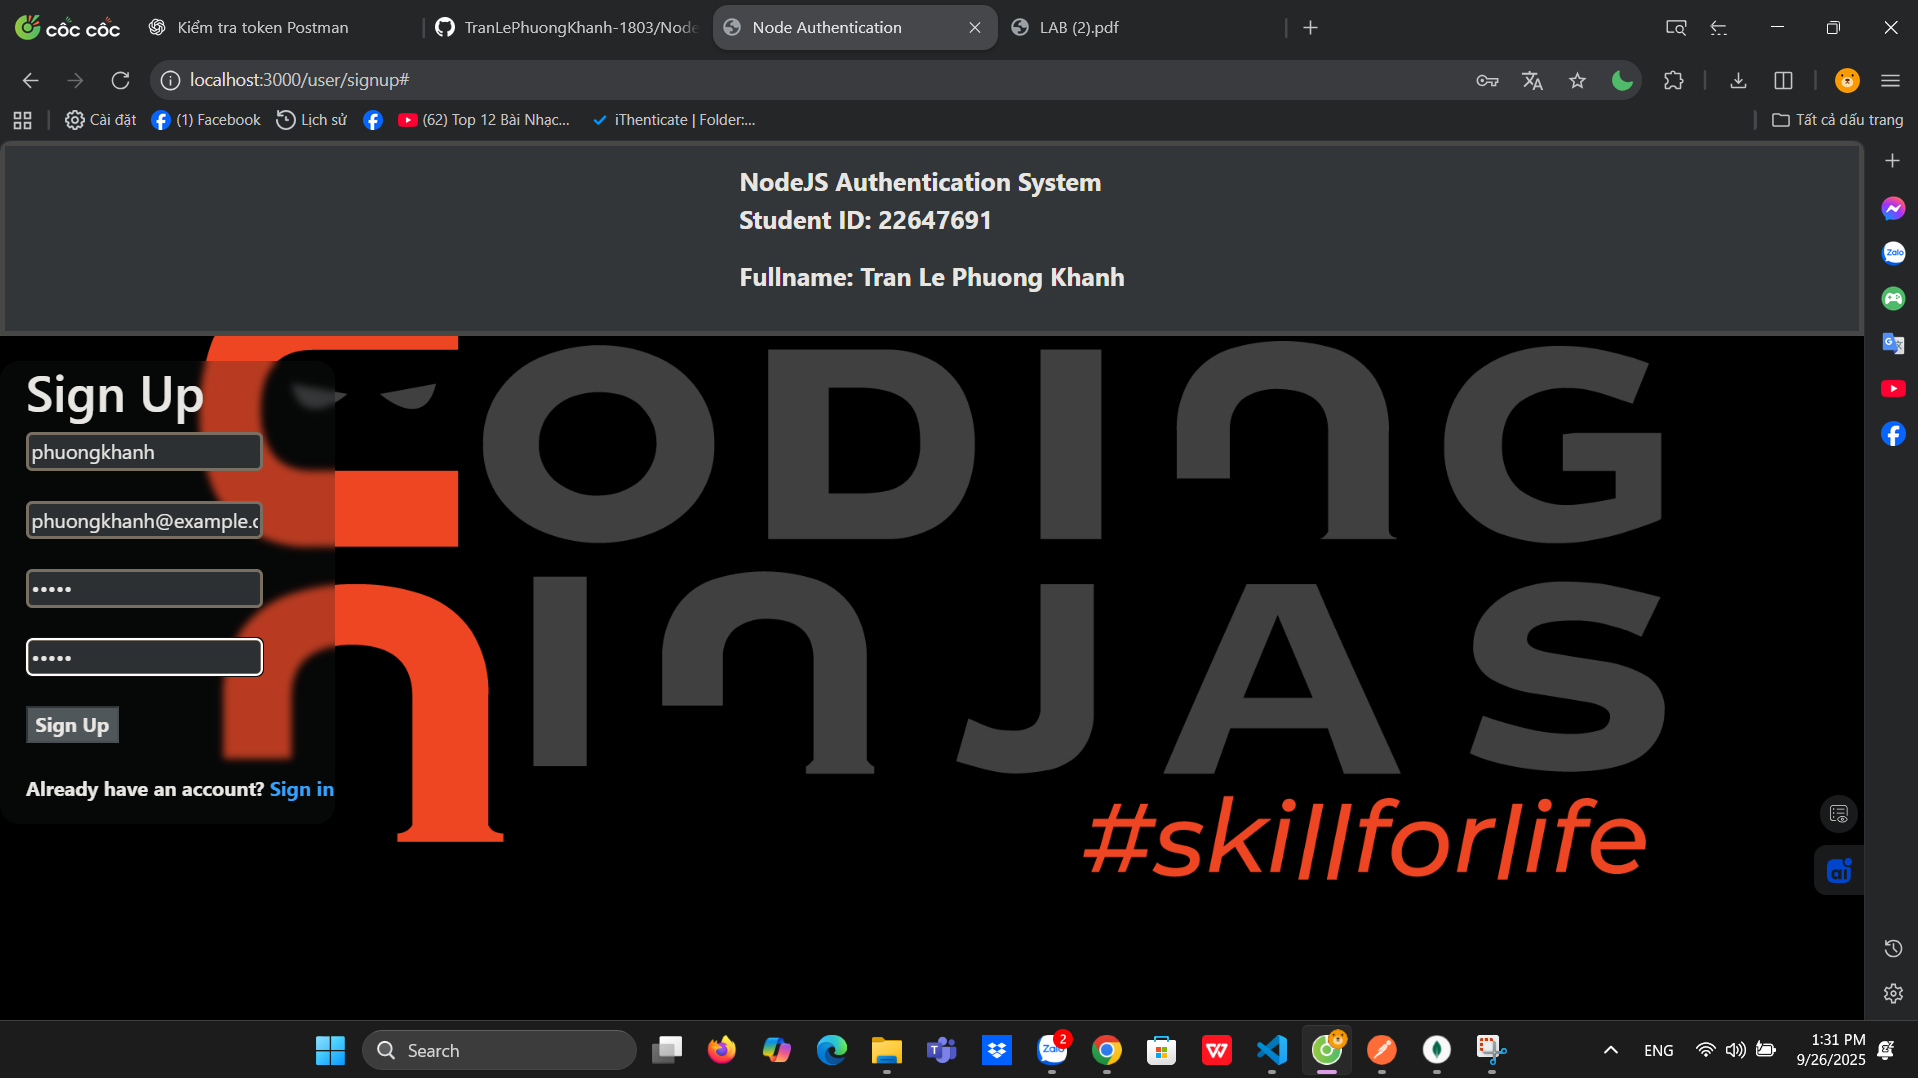 cốc cốc
Kiểm tra token Postman
TranLePhuongKhanh-1803/Node
Node Authentication
LAB (2).pdf
localhost:3000/user/signup#
Cài đặt
(1) Facebook
Lịch sử
(62) Top 12 Bài Nhạc...
iThenticate | Folder:...
Tất cả dấu trang
NodeJS Authentication System
Student ID: 22647691
Fullname: Tran Le Phuong Khanh
CODING
NINJAS
#skillforlife
Sign Up
phuongkhanh
phuongkhanh@example.c
•••••
•••••
Sign Up
Already have an account? Sign in
Zalo
ai
Search
Zalo
2
ENG
1:31 PM
9/26/2025